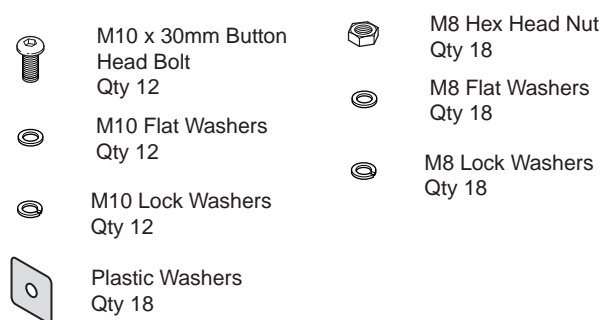 M10 x 30mm Button
Head Bolt
Qty 12
M10 Flat Washers
Qty 12
M10 Lock Washers
Qty 12
Plastic Washers
Qty 18
M8 Hex Head Nut
Qty 18
M8 Flat Washers
Qty 18
M8 Lock Washers
Qty 18